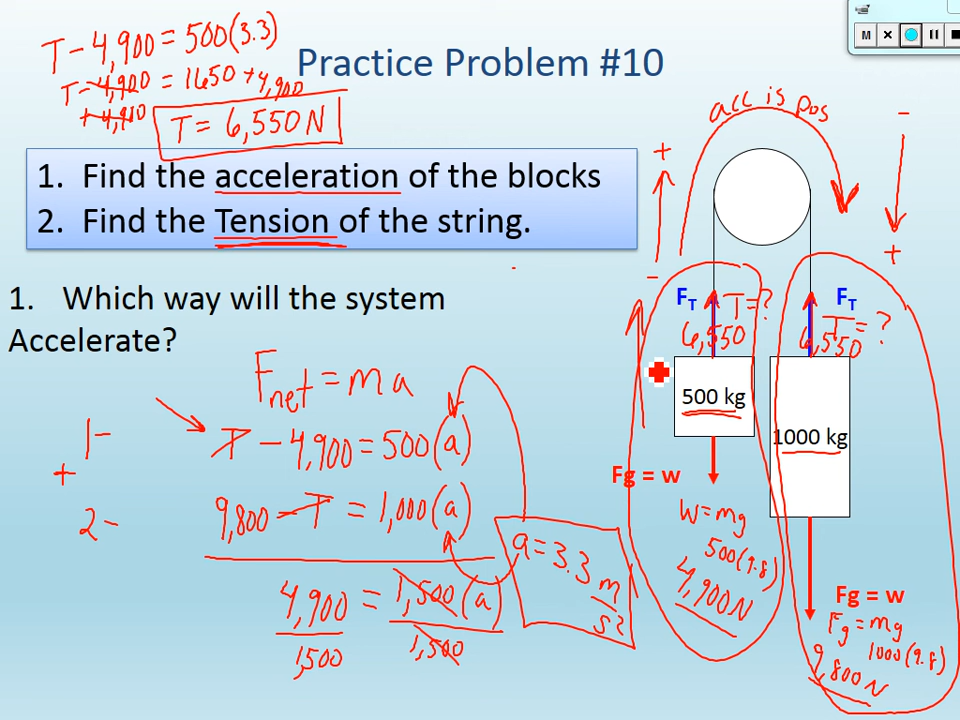 T - 4,900 = 500(3.3)
T - 4,900 = 1650 + 4,900
+ 4,900
T = 6,550 N
Practice Problem #10
M
acc is pos
1. Find the acceleration of the blocks
2. Find the Tension of the string.
+
-
-
+
1. Which way will the system
Accelerate?
FT T = ?
6,550
FT
T = ?
6,550
500 kg
1000 kg
Fg = w
W = mg
500(9.8)
4,900 N
Fg = w
Fg = mg
1000(9.8)
9,800 N
Fnet = ma
1- T - 4,900 = 500(a)
+
2- 9,800 - T = 1,000(a)
4,900 = 1,500(a)
1,500 1,500
a = 3.3 m/s²